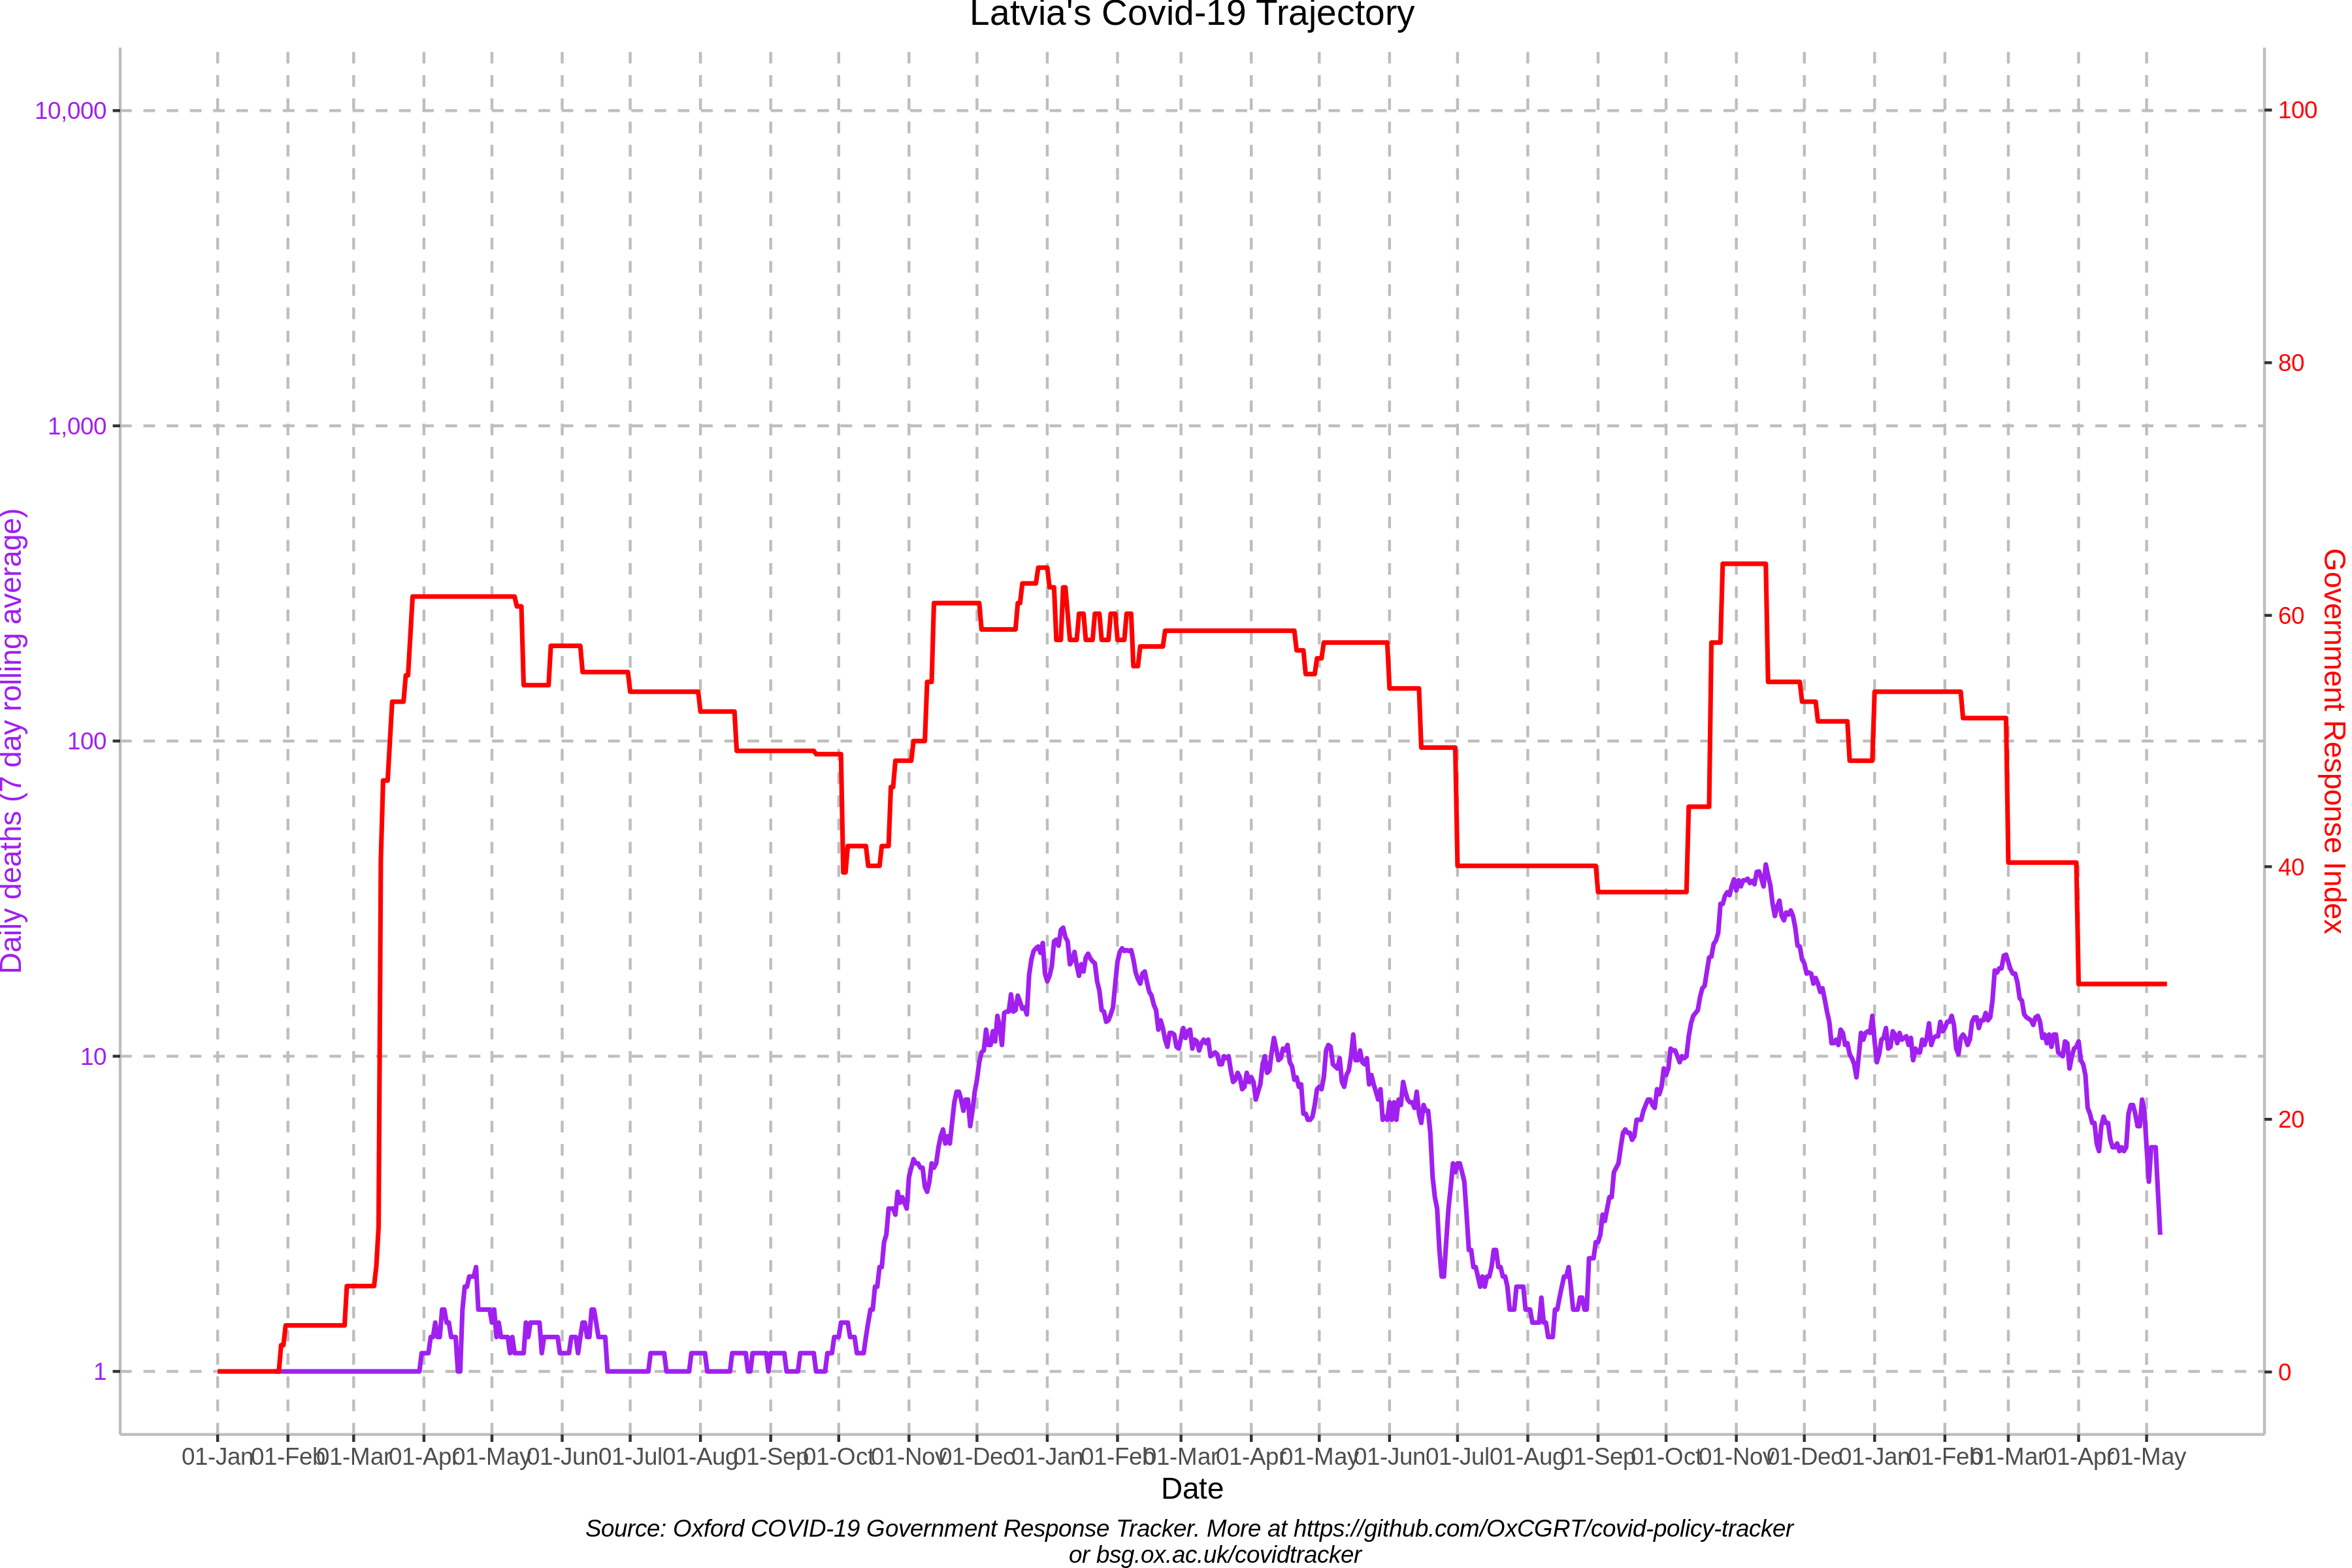 Latvia's Covid-19 Trajectory
10,000
1,000
100
10
1
Daily deaths (7 day rolling average)
100
80
60
40
20
0
Government Response Index
01-Jan 01-Feb 01-Mar 01-Apr 01-May 01-Jun 01-Jul 01-Aug 01-Sep 01-Oct 01-Nov 01-Dec 01-Jan 01-Feb 01-Mar 01-Apr 01-May 01-Jun 01-Jul 01-Aug 01-Sep 01-Oct 01-Nov 01-Dec 01-Jan 01-Feb 01-Mar 01-Apr 01-May
Date
Source: Oxford COVID-19 Government Response Tracker. More at https://github.com/OxCGRT/covid-policy-tracker
or bsg.ox.ac.uk/covidtracker